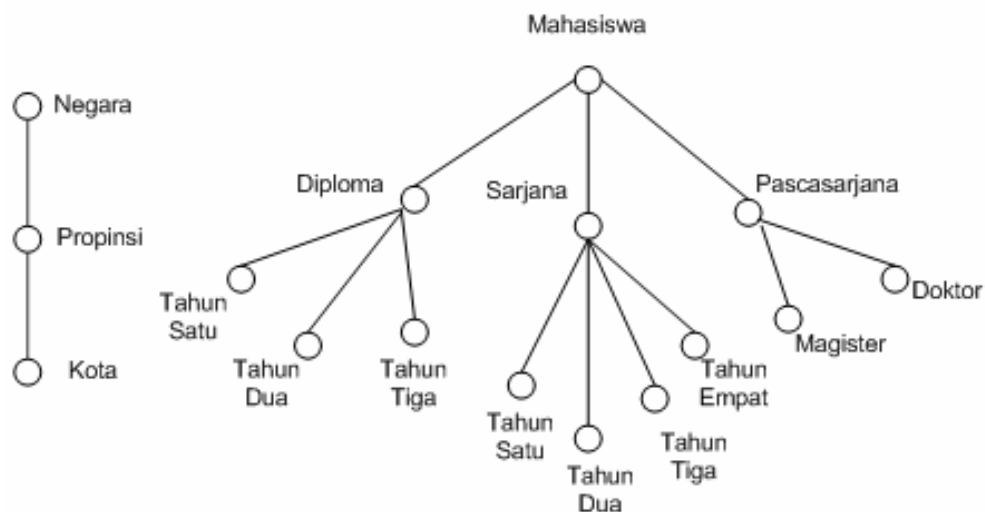 Mahasiswa
Negara
Propinsi
Kota
Diploma
Sarjana
Pascasarjana
Tahun
Satu
Tahun
Dua
Tahun
Tiga
Tahun
Satu
Tahun
Dua
Tahun
Tiga
Tahun
Empat
Magister
Doktor